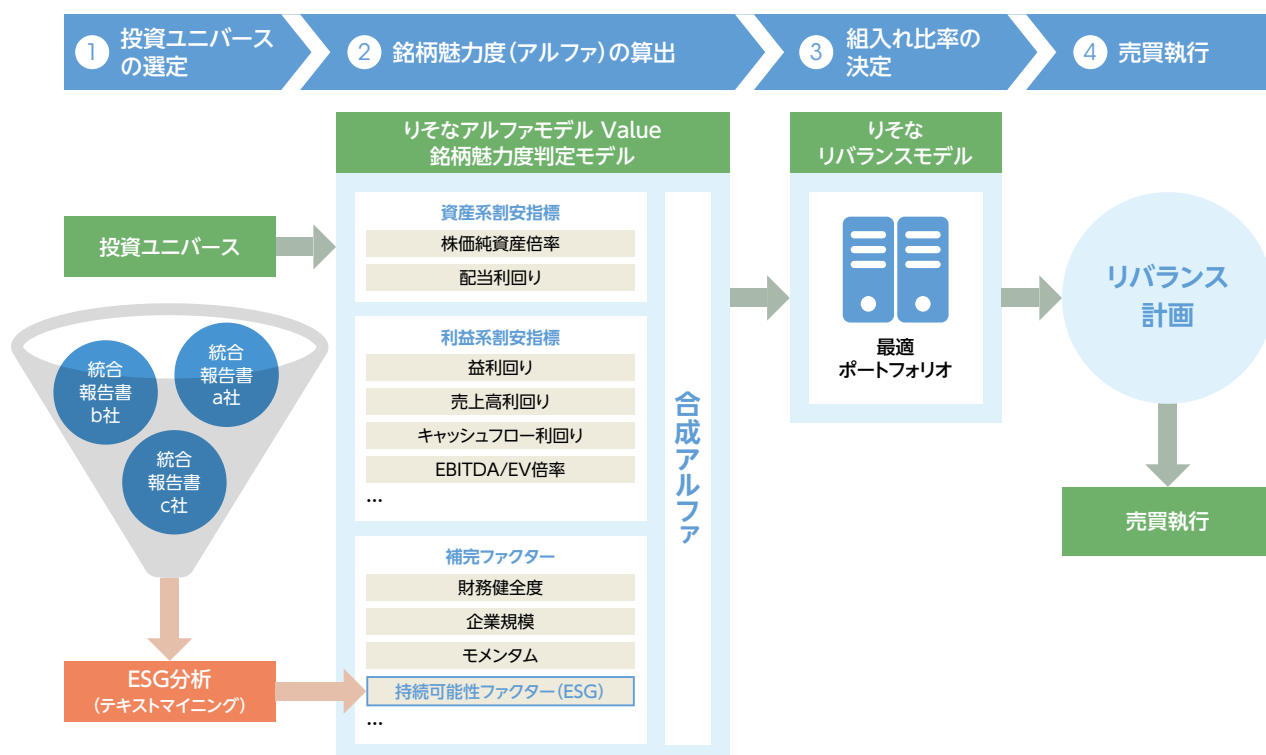 1 投資ユニバース
の選定
2 銘柄魅力度(アルファ)の算出
3 組入れ比率の
決定
4 売買執行
りそなアルファモデル Value
銘柄魅力度判定モデル
りそな
リバランスモデル
投資ユニバース
統合
報告書
a社
統合
報告書
b社
統合
報告書
c社
ESG分析
(テキストマイニング)
資産系割安指標
株価純資産倍率
配当利回り
利益系割安指標
益利回り
売上高利回り
キャッシュフロー利回り
EBITDA/EV倍率
...
補完ファクター
財務健全度
企業規模
モメンタム
持続可能性ファクター(ESG)
...
合成アルファ
最適
ポートフォリオ
リバランス
計画
売買執行